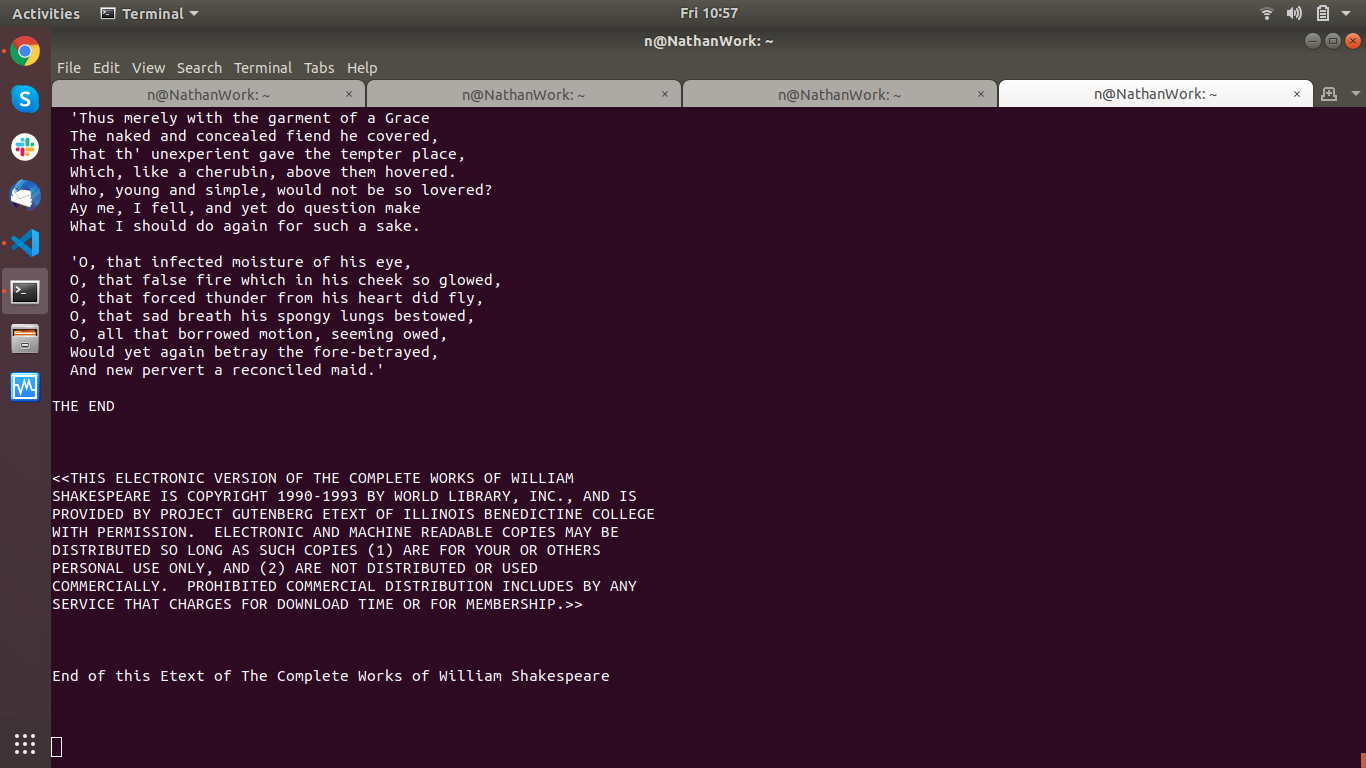 Activities Terminal Fri 10:57
n@NathanWork: ~
File Edit View Search Terminal Tabs Help
n@NathanWork: ~ × n@NathanWork: ~ × n@NathanWork: ~ × n@NathanWork: ~ ×
'Thus merely with the garment of a Grace
The naked and concealed fiend he covered,
That th' unexperient gave the tempter place,
Which, like a cherubin, above them hovered.
Who, young and simple, would not be so lovered?
Ay me, I fell, and yet do question make
What I should do again for such a sake.
'O, that infected moisture of his eye,
O, that false fire which in his cheek so glowed,
O, that forced thunder from his heart did fly,
O, that sad breath his spongy lungs bestowed,
O, all that borrowed motion, seeming owed,
Would yet again betray the fore-betrayed,
And new pervert a reconciled maid.'
THE END
<<THIS ELECTRONIC VERSION OF THE COMPLETE WORKS OF WILLIAM
SHAKESPEARE IS COPYRIGHT 1990-1993 BY WORLD LIBRARY, INC., AND IS
PROVIDED BY PROJECT GUTENBERG ETEXT OF ILLINOIS BENEDICTINE COLLEGE
WITH PERMISSION.  ELECTRONIC AND MACHINE READABLE COPIES MAY BE
DISTRIBUTED SO LONG AS SUCH COPIES (1) ARE FOR YOUR OR OTHERS
PERSONAL USE ONLY, AND (2) ARE NOT DISTRIBUTED OR USED
COMMERCIALLY.  PROHIBITED COMMERCIAL DISTRIBUTION INCLUDES BY ANY
SERVICE THAT CHARGES FOR DOWNLOAD TIME OR FOR MEMBERSHIP.>>
End of this Etext of The Complete Works of William Shakespeare